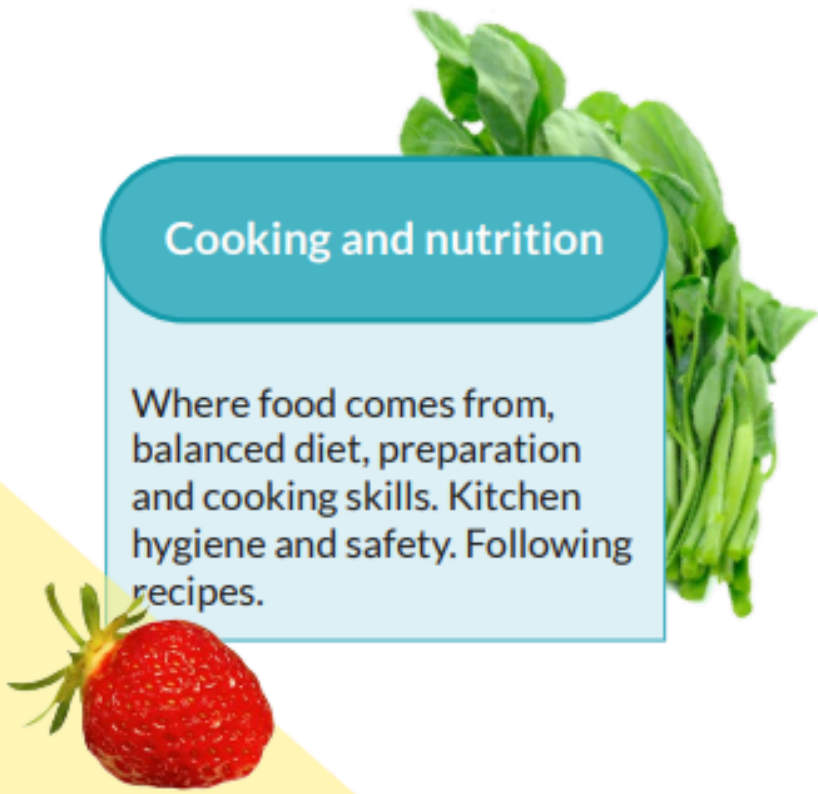 Cooking and nutrition
Where food comes from,
balanced diet, preparation
and cooking skills. Kitchen
hygiene and safety. Following
recipes.